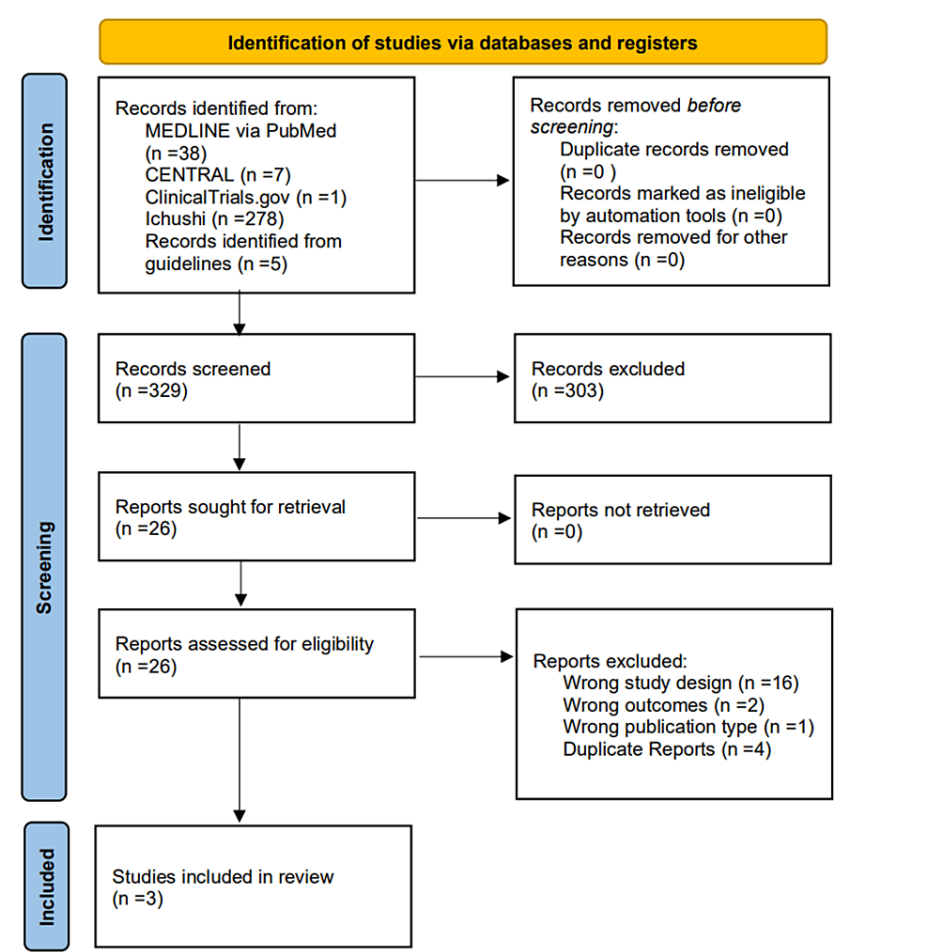 Identification of studies via databases and registers
Identification
Records identified from:
MEDLINE via PubMed
(n =38)
CENTRAL (n =7)
ClinicalTrials.gov (n =1)
Ichushi (n =278)
Records identified from
guidelines (n =5)
Records removed before
screening:
Duplicate records removed
(n =0 )
Records marked as ineligible
by automation tools (n =0)
Records removed for other
reasons (n =0)
Screening
Records screened
(n =329)
Records excluded
(n =303)
Reports sought for retrieval
(n =26)
Reports not retrieved
(n =0)
Reports assessed for eligibility
(n =26)
Reports excluded:
Wrong study design (n =16)
Wrong outcomes (n =2)
Wrong publication type (n =1)
Duplicate Reports (n =4)
Included
Studies included in review
(n =3)